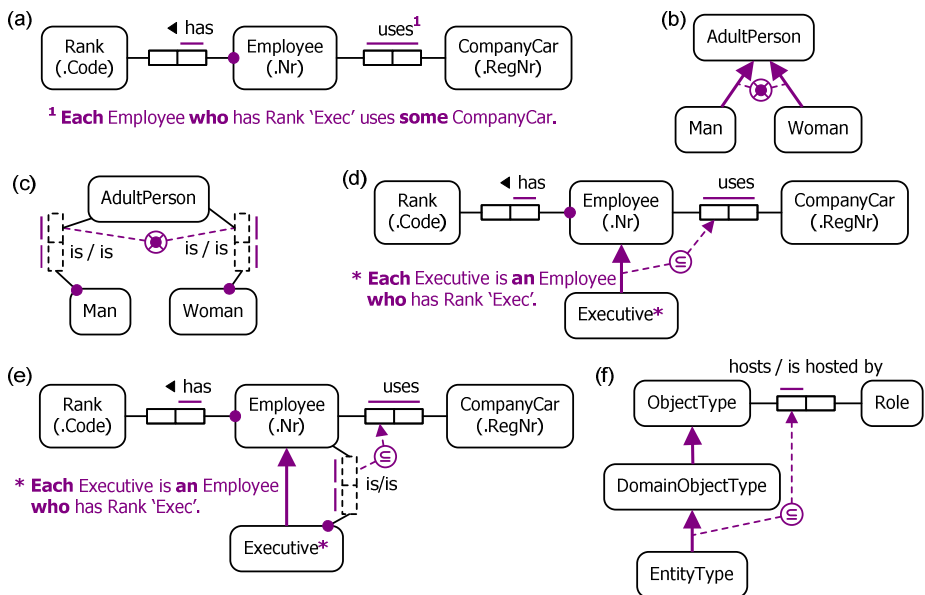 (a)
Rank
(.Code)
◄ has
Employee
(.Nr)
uses¹
CompanyCar
(.RegNr)
¹ Each Employee who has Rank ‘Exec’ uses some CompanyCar.
(b)
AdultPerson
Man
Woman
(c)
AdultPerson
is / is
is / is
Man
Woman
(d)
Rank
(.Code)
◄ has
Employee
(.Nr)
uses
CompanyCar
(.RegNr)
* Each Executive is an Employee
who has Rank ‘Exec’.
Executive*
(e)
Rank
(.Code)
◄ has
Employee
(.Nr)
uses
CompanyCar
(.RegNr)
* Each Executive is an Employee
who has Rank ‘Exec’.
is/is
Executive*
(f)
hosts / is hosted by
ObjectType
Role
DomainObjectType
EntityType